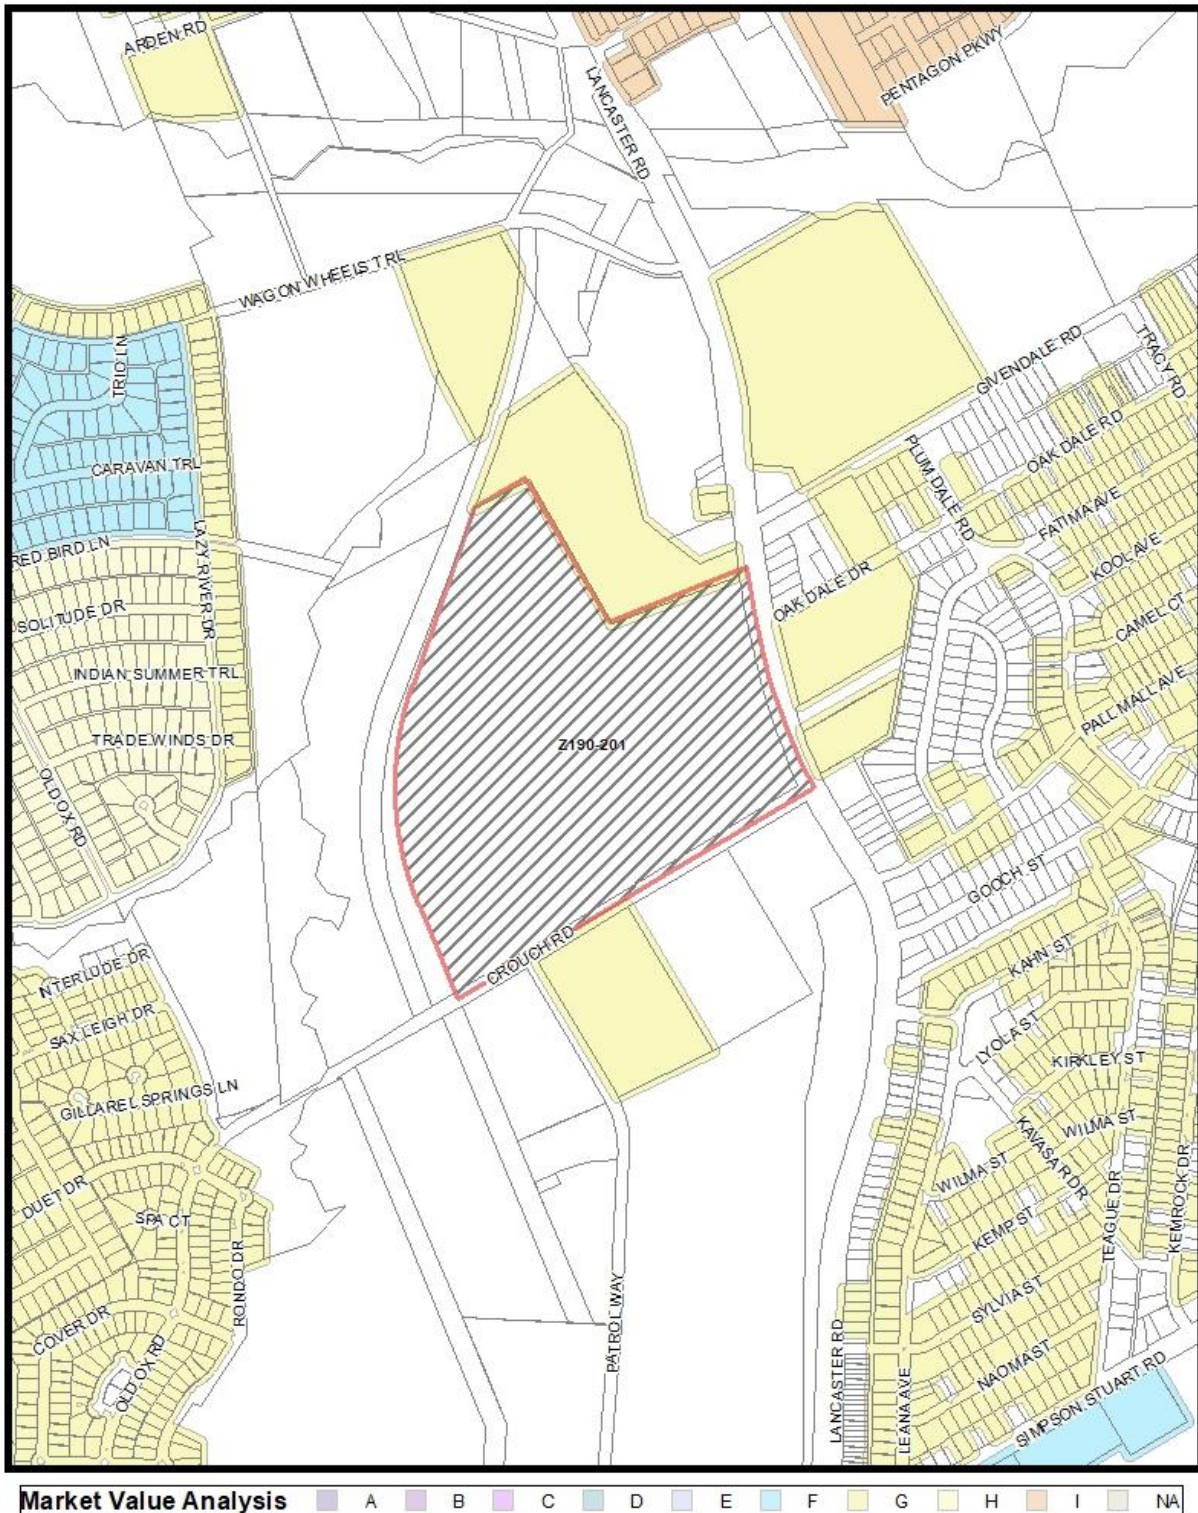 ARDEN RD
LANCASTER RD
PENTAGON PKWY
WAGON WHEELS TRL
TRIO LN
GIVENDALE RD
TRACY RD
CARAVAN TRL
PLUM DALE RD
OAK DALE RD
FATIMA AVE
RED BIRD LN
LAZY RIVER DR
KOOL AVE
SOLITUDE DR
OAK DALE DR
CAMEL CT
INDIAN SUMMER TRL
PALL MALL AVE
TRADE WINDS DR
Z190-201
OLD OX RD
GOOCH ST
CROUCH RD
KAHN ST
INTERLUDE DR
SAX LEIGH DR
LYOLA ST
KIRKLEY ST
GILLAREL SPRINGS LN
KAVASAR DR
WILMA ST
WILMA ST
DUET DR
SPA CT
KEMP ST
TEAGUE DR
KEMROCK DR
RONDO DR
SYLVIA ST
COVER DR
OLD OX RD
PATROL WAY
LANCASTER RD
LEANA AVE
NAOMA ST
SIMPSON STUART RD
Market Value Analysis A B C D E F G H I NA